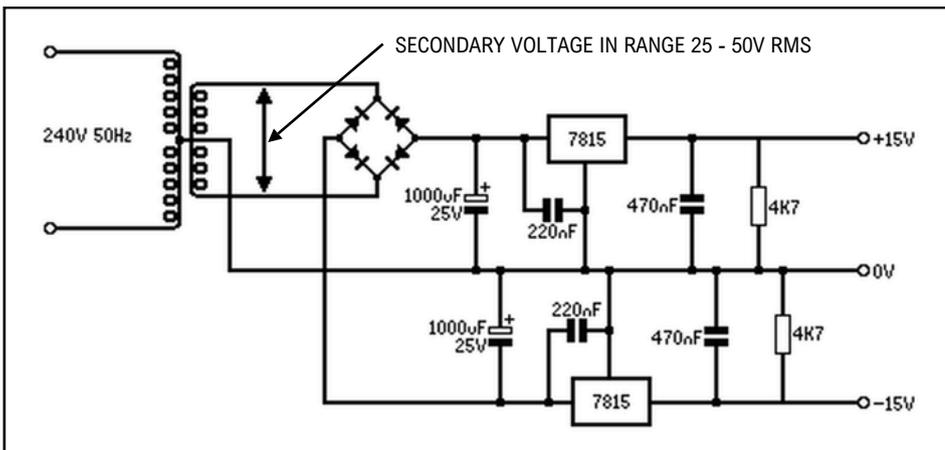 SECONDARY VOLTAGE IN RANGE 25 - 50V RMS
240V 50Hz
7815
+15V
1000uF
+
25V
220nF
470nF
4K7
0V
1000uF
+
25V
220nF
470nF
4K7
7815
-15V